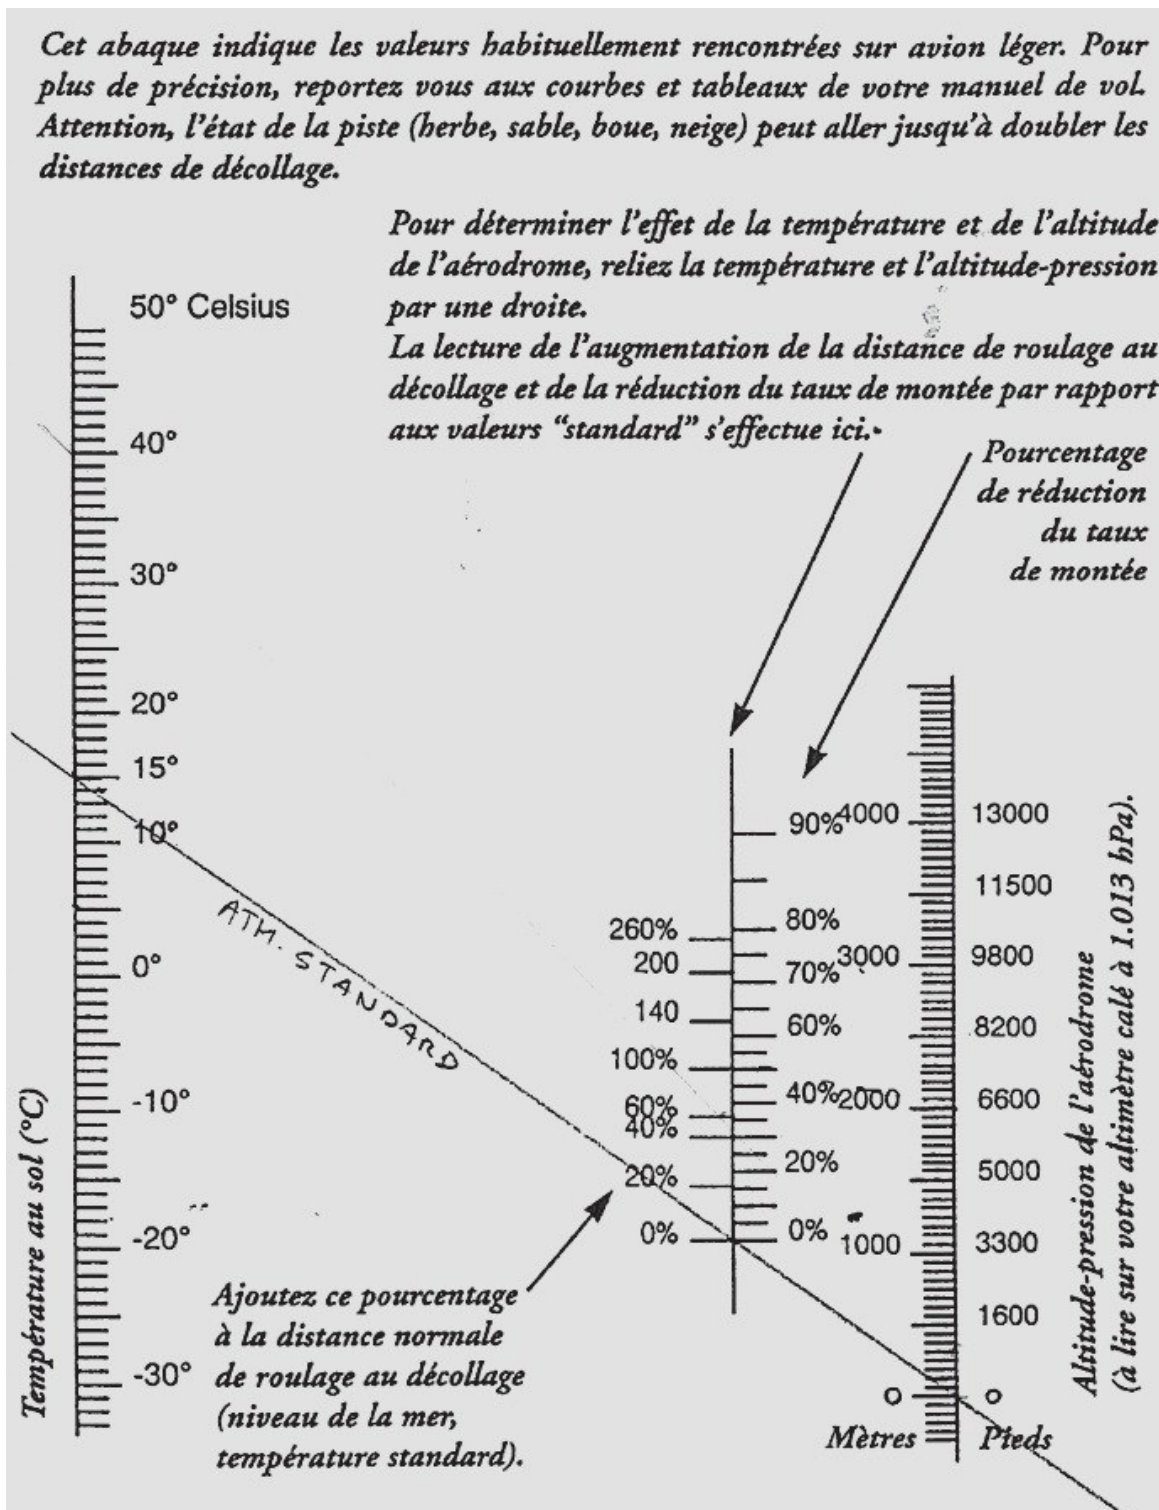 Cet abaque indique les valeurs habituellement rencontrées sur avion léger. Pour
plus de précision, reportez vous aux courbes et tableaux de votre manuel de vol.
Attention, l'état de la piste (herbe, sable, boue, neige) peut aller jusqu'à doubler les
distances de décollage.
Pour déterminer l'effet de la température et de l'altitude
de l'aérodrome, reliez la température et l'altitude-pression
par une droite.
La lecture de l'augmentation de la distance de roulage au
décollage et de la réduction du taux de montée par rapport
aux valeurs “standard” s'effectue ici.
Pourcentage
de réduction
du taux
de montée
50° Celsius
40°
30°
20°
15°
10°
0°
-10°
-20°
-30°
Température au sol (°C)
ATM. STANDARD
260%
200
140
100%
60%
40%
20%
0%
90%
80%
70%
60%
40%
20%
0%
4000
3000
2000
1000
0
Mètres
13000
11500
9800
8200
6600
5000
3300
1600
0
Pieds
Altitude-pression de l'aérodrome
(à lire sur votre altimètre calé à 1.013 hPa).
Ajoutez ce pourcentage
à la distance normale
de roulage au décollage
(niveau de la mer,
température standard).